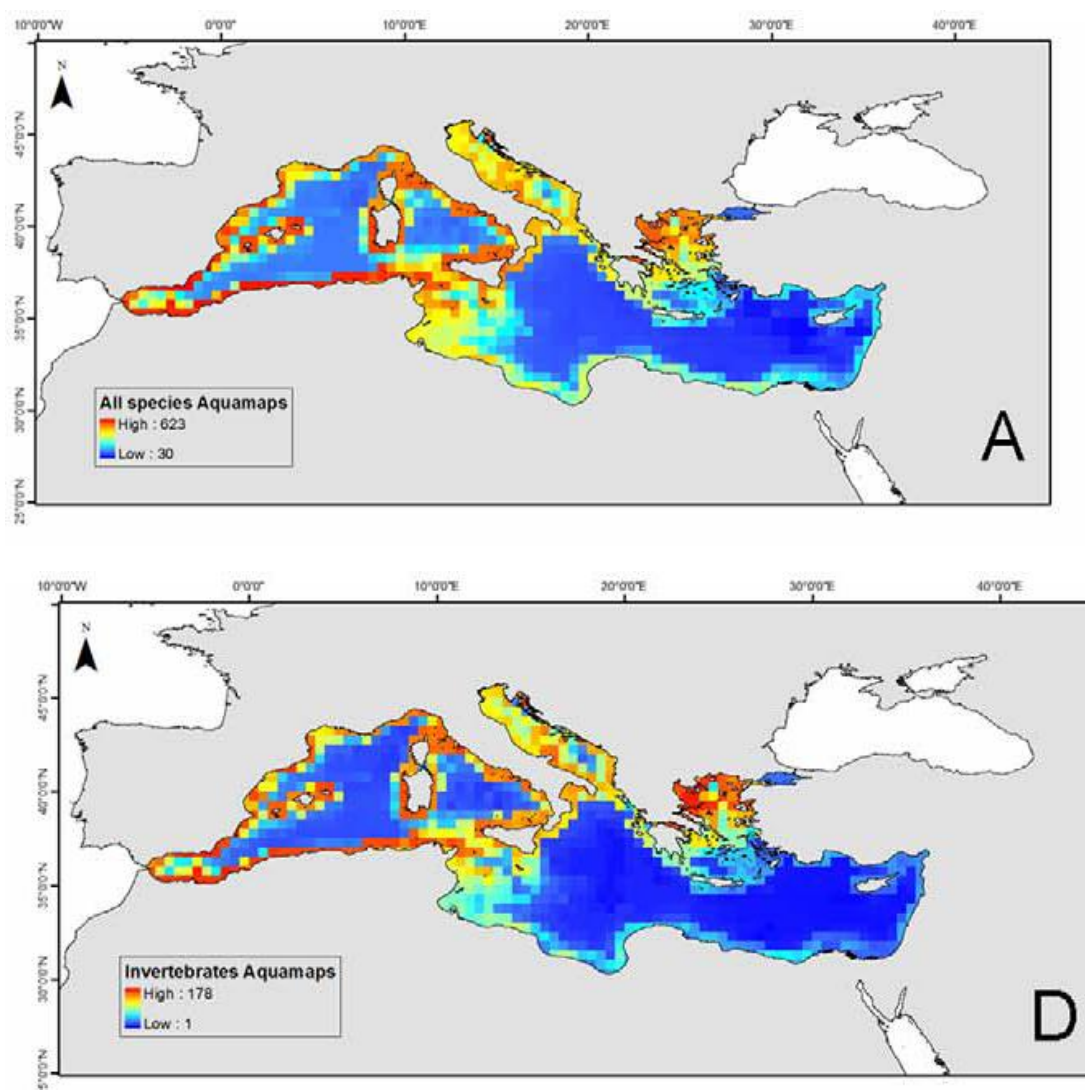 10°0'0"W 0°0'0" 10°0'0"E 20°0'0"E 30°0'0"E 40°0'0"E
N
45°0'0"N
40°0'0"N
35°0'0"N
30°0'0"N
25°0'0"N
All species Aquamaps
High : 623
Low : 30
A
10°0'0"W 0°0'0" 10°0'0"E 20°0'0"E 30°0'0"E 40°0'0"E
N
45°0'0"N
40°0'0"N
35°0'0"N
30°0'0"N
5°0'0"N
Invertebrates Aquamaps
High : 178
Low : 1
D